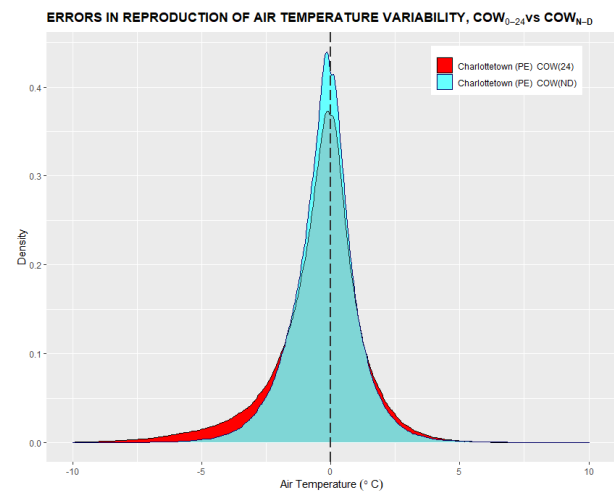 ERRORS IN REPRODUCTION OF AIR TEMPERATURE VARIABILITY, COW0−24vs COWN−D
Charlottetown (PE) COW(24)
Charlottetown (PE) COW(ND)
0.4
0.3
0.2
0.1
0.0
Density
-10
-5
0
5
10
Air Temperature (° C)